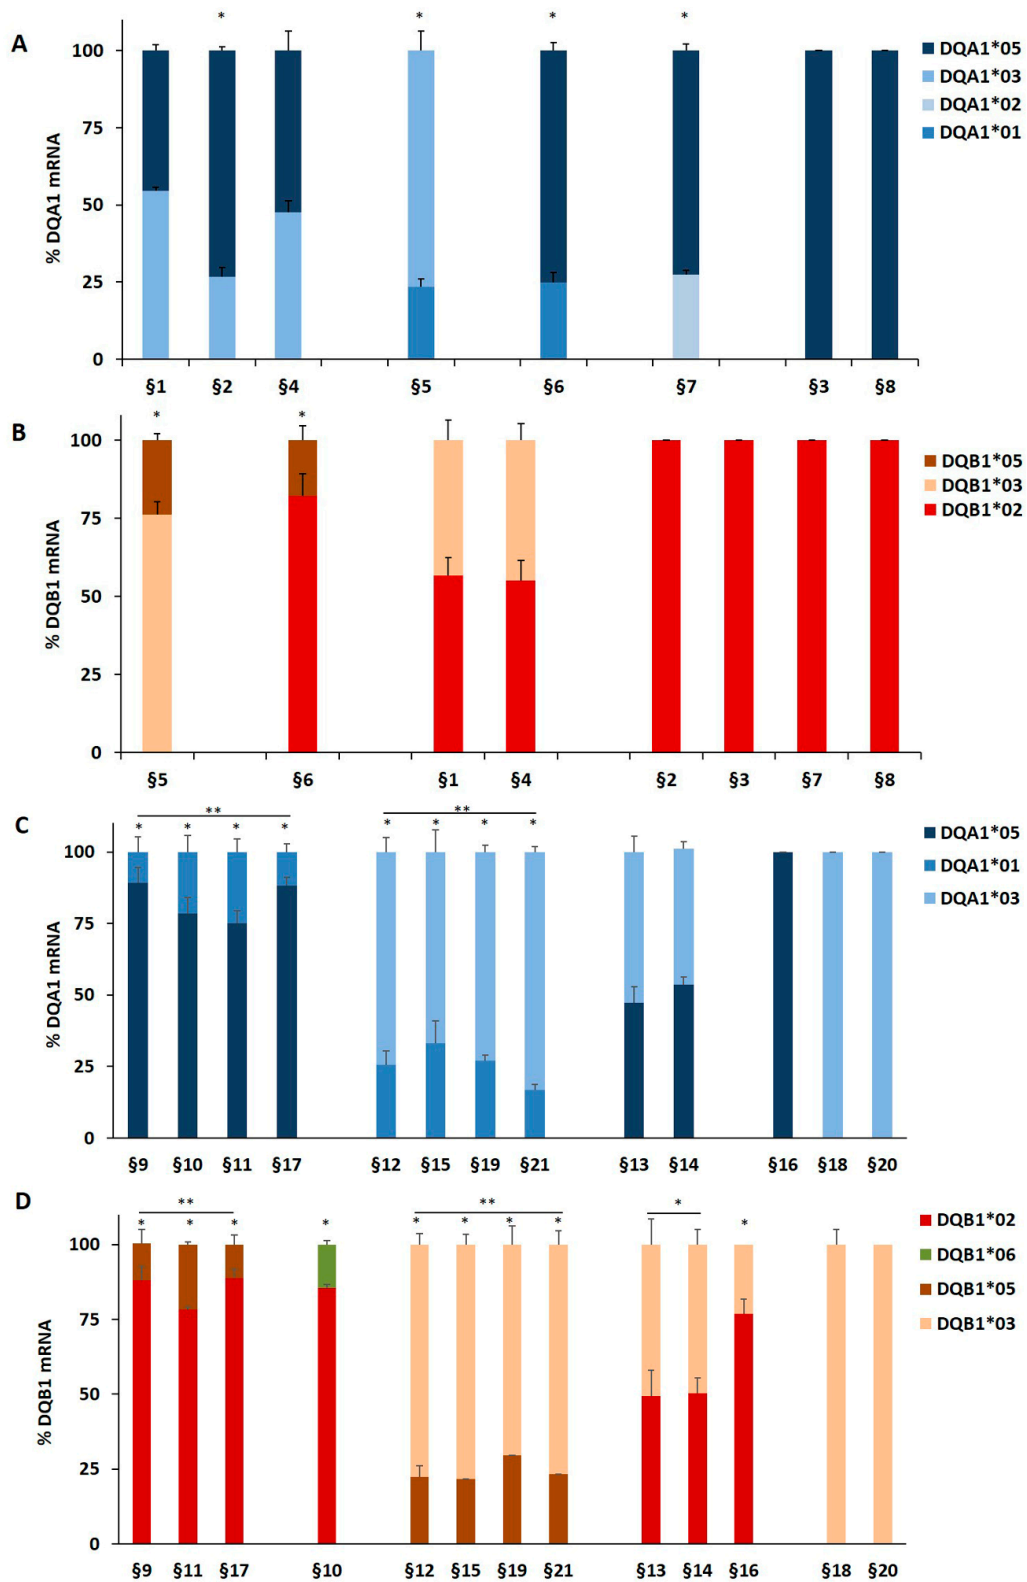 A
* * * *
% DQA1 mRNA
100
75
50
25
0
§1 §2 §4 §5 §6 §7 §3 §8
DQA1*05
DQA1*03
DQA1*02
DQA1*01
B
* *
% DQB1 mRNA
100
75
50
25
0
§5 §6 §1 §4 §2 §3 §7 §8
DQB1*05
DQB1*03
DQB1*02
C
** **
* * * * * * * *
% DQA1 mRNA
100
75
50
25
0
§9 §10 §11 §17 §12 §15 §19 §21 §13 §14 §16 §18 §20
DQA1*05
DQA1*01
DQA1*03
D
** ** *
* * * * * * * * *
% DQB1 mRNA
100
75
50
25
0
§9 §11 §17 §10 §12 §15 §19 §21 §13 §14 §16 §18 §20
DQB1*02
DQB1*06
DQB1*05
DQB1*03